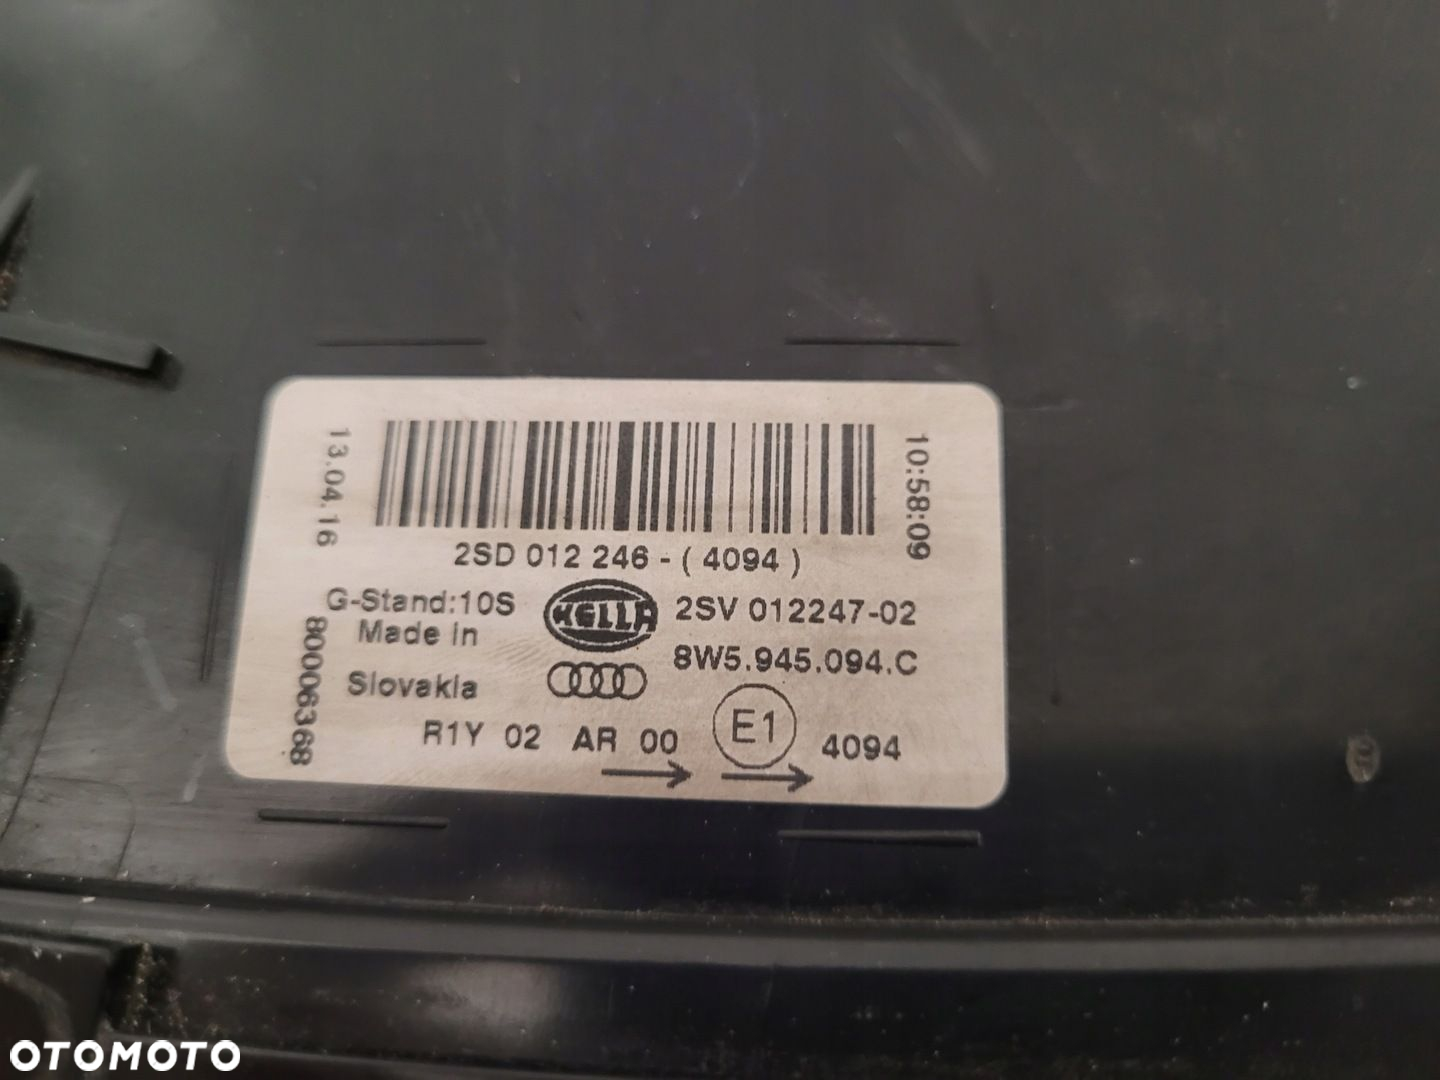 13.04.16
10:58:09
2SD 012 246 - ( 4094 )
G-Stand:10S
HELLA
2SV 012247-02
Made in
8W5.945.094.C
Slovakia
80006368
R1Y 02 AR 00
E1
4094
OTOMOTO